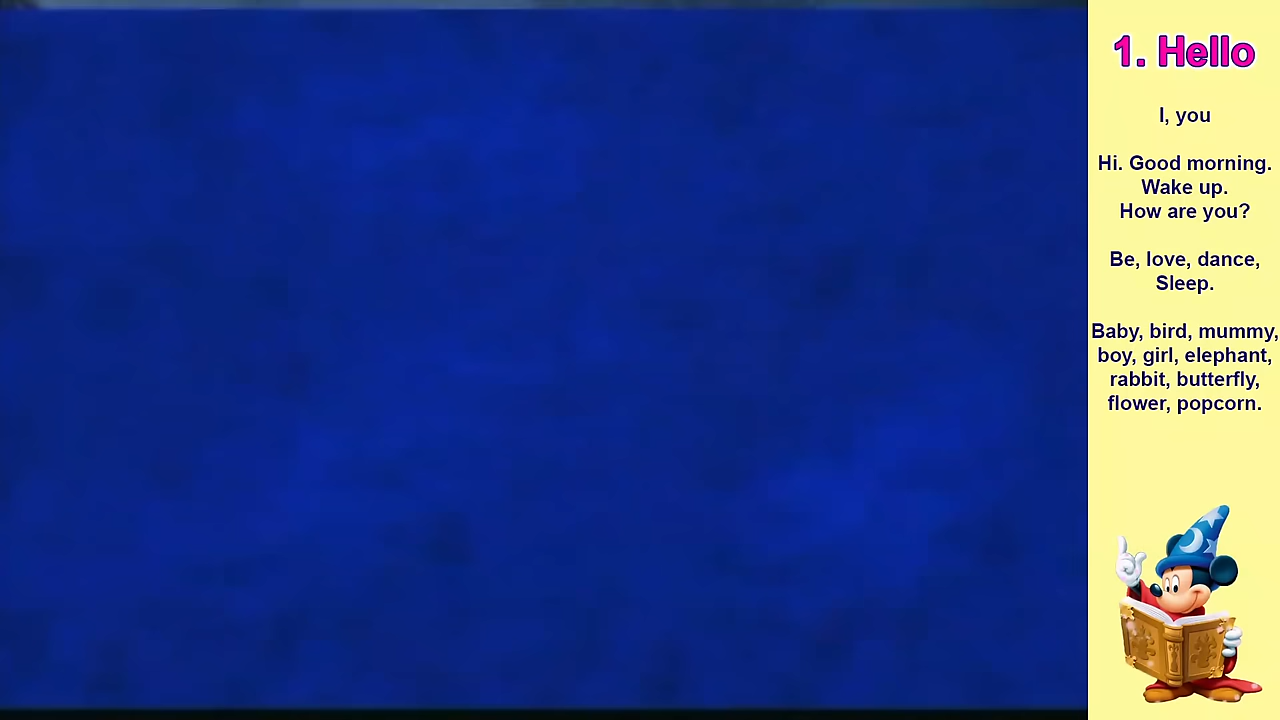 1. Hello
I, you
Hi. Good morning.
Wake up.
How are you?
Be, love, dance,
Sleep.
Baby, bird, mummy,
boy, girl, elephant,
rabbit, butterfly,
flower, popcorn.